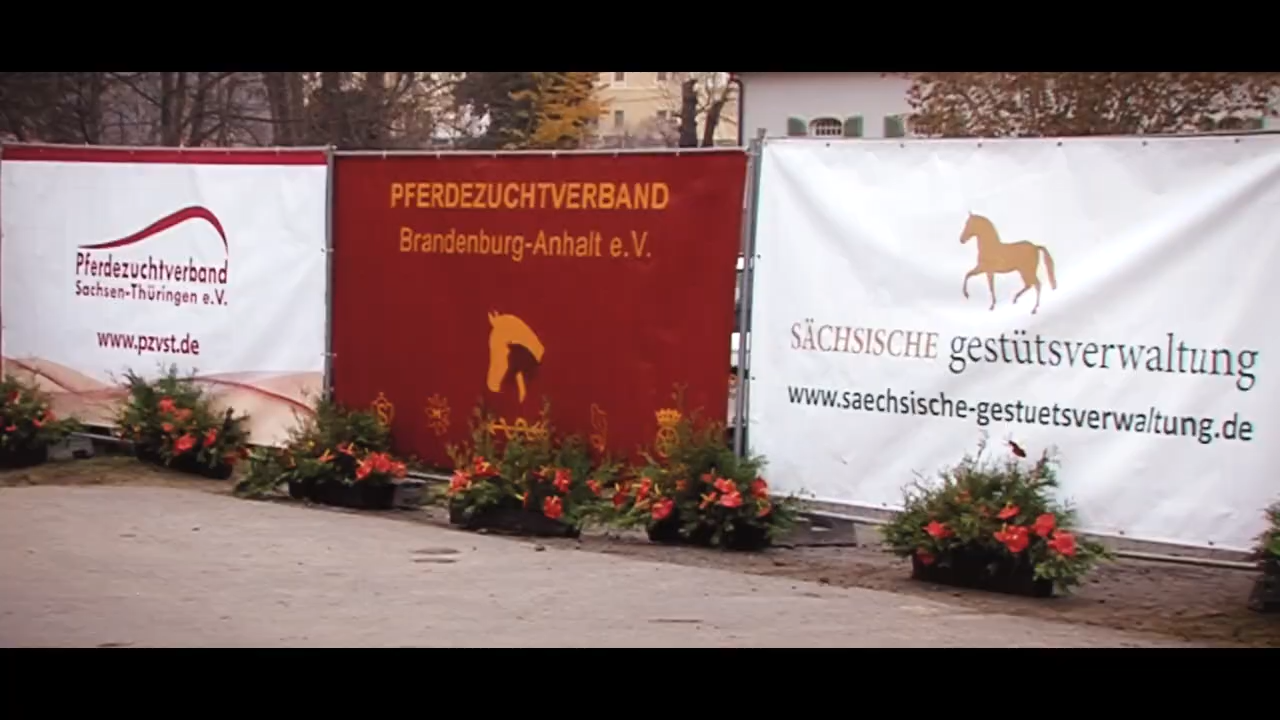 Pferdezuchtverband
Sachsen-Thüringen e.V.
www.pzvst.de
PFERDEZUCHTVERBAND
Brandenburg-Anhalt e.V.
SÄCHSISCHE gestütsverwaltung
www.saechsische-gestuetsverwaltung.de